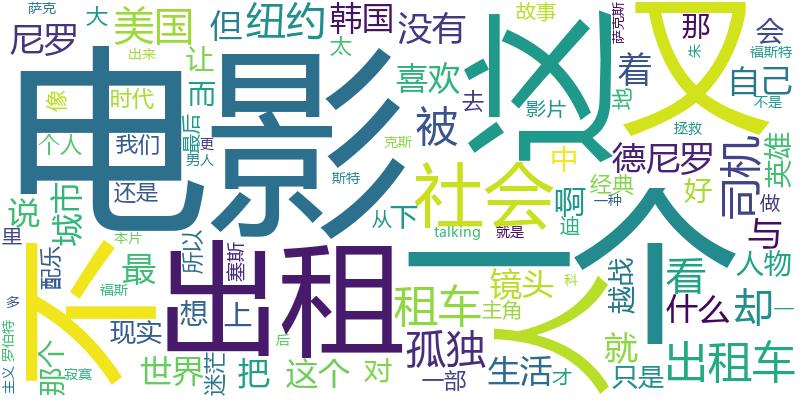 萨克
大
美国
但
纽约
韩国
没有
故事
萨克斯
那
会
尼罗
出来
让
太
喜欢
去
这
又
未
福斯特
着
自己
电影
像
时代
而
影片
地
不是
个人
我们
最后
更
男人
克斯
被
中
德尼罗
拯救
司机
英雄
还是
斯特
社会
啊
经典
好
一种
做
说
城市
从
下
talking
就是
迪
一个
与
里
配乐
本片
所以
塞斯
出租
镜头
科
越战
看
人物
不
最
福斯
租车
主角
人
什么
却
一
多
现实
想
上
后
孤独
就
出租车
主义
罗伯特
那个
寂寞
世界
迷茫
把
这个
对
一部
生活
才
只是